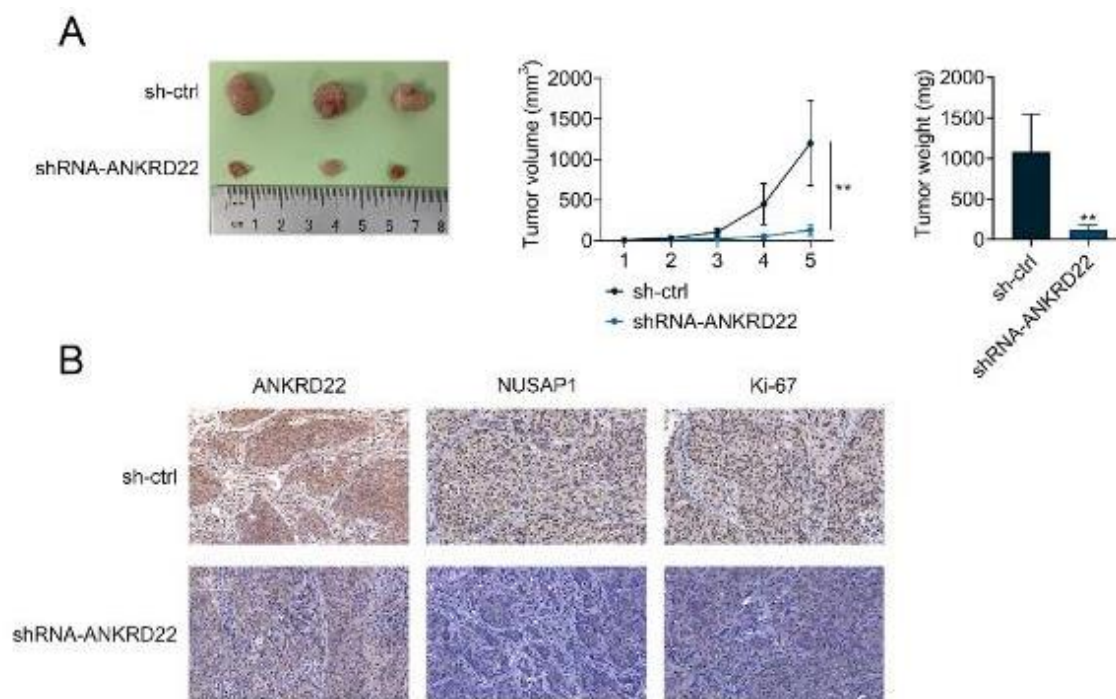 A
sh-ctrl
shRNA-ANKRD22
1 2 3 4 5 6 7 8
Tumor volume (mm³)
2000
1500
1000
500
0
1 2 3 4 5
**
sh-ctrl
shRNA-ANKRD22
Tumor weight (mg)
2000
1500
1000
500
0
**
sh-ctrl
shRNA-ANKRD22
B
ANKRD22 NUSAP1 Ki-67
sh-ctrl
shRNA-ANKRD22